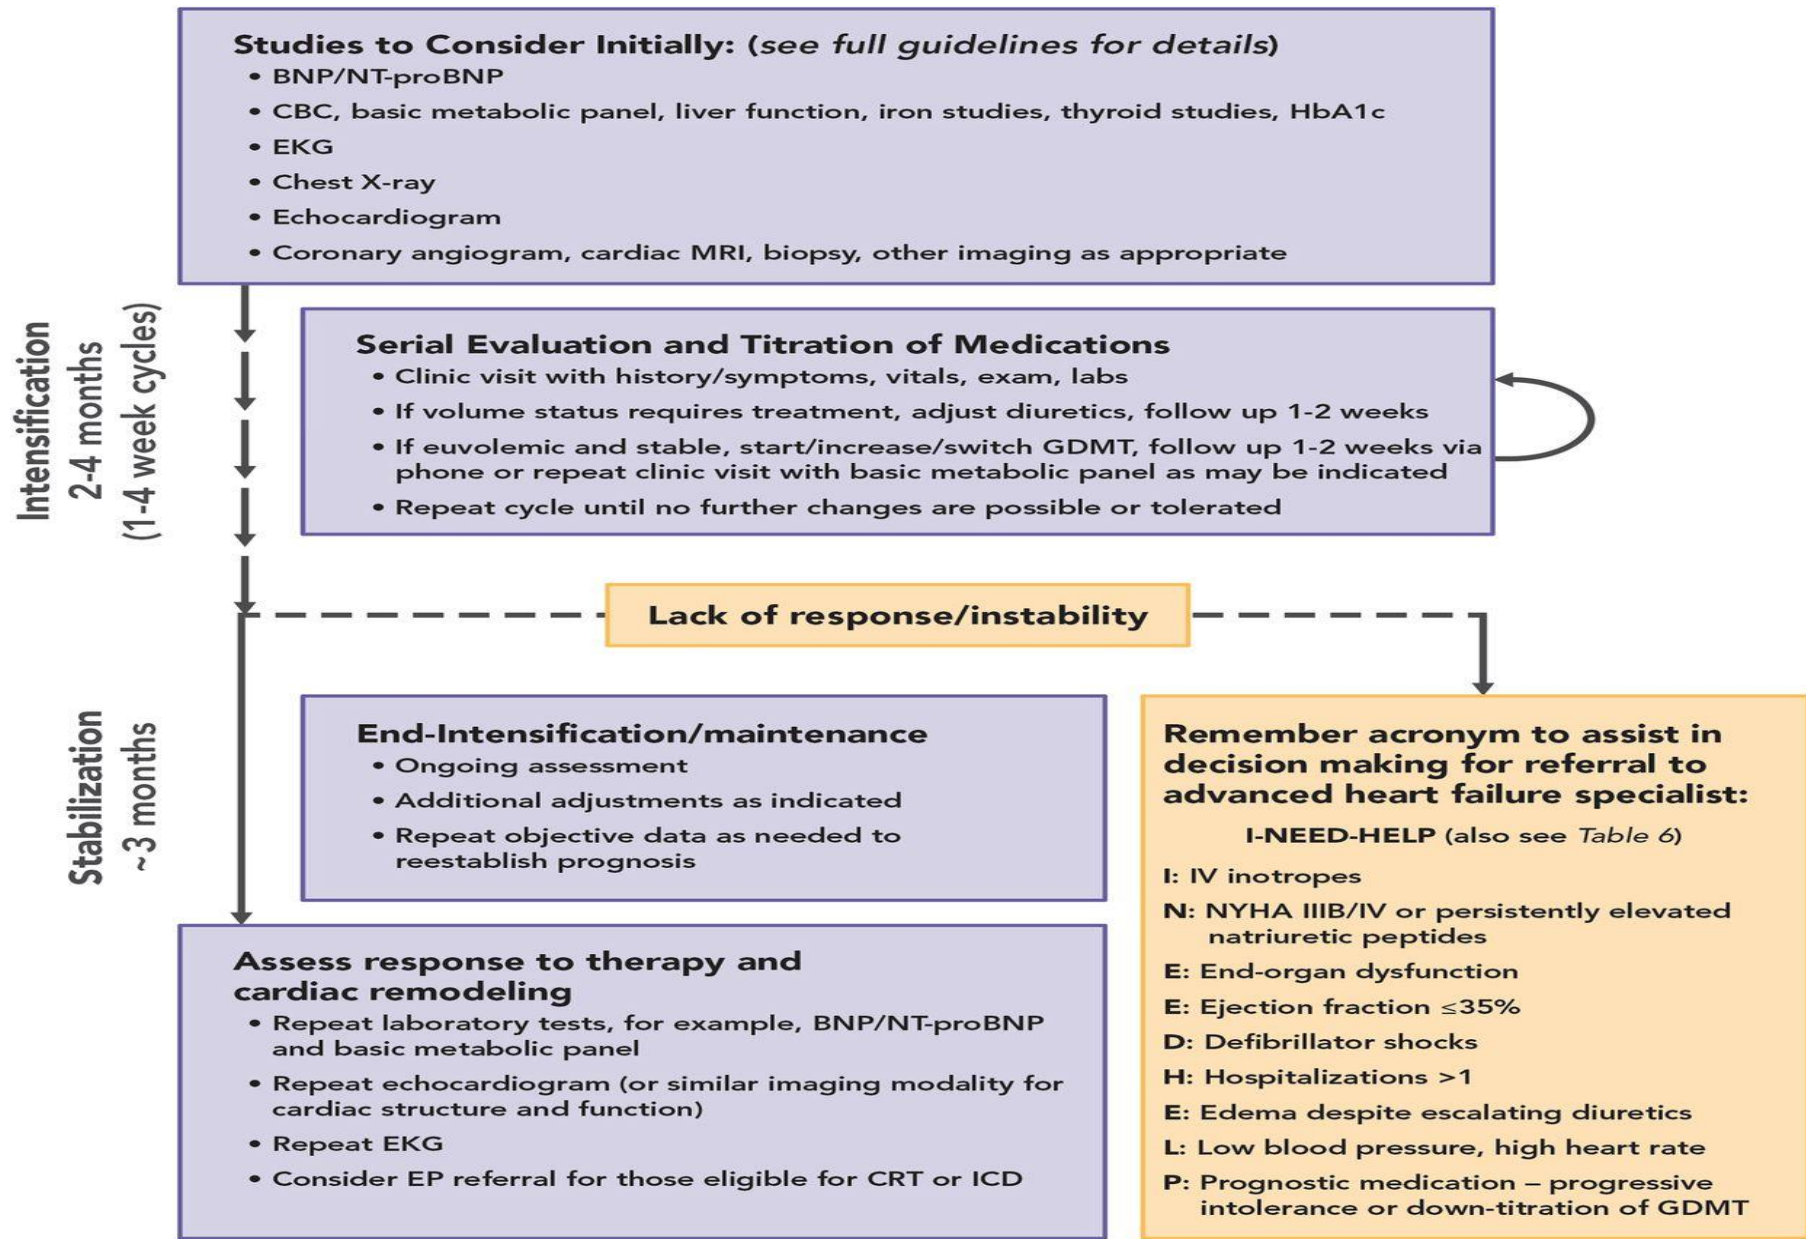 Studies to Consider Initially: (see full guidelines for details)
• BNP/NT-proBNP
• CBC, basic metabolic panel, liver function, iron studies, thyroid studies, HbA1c
• EKG
• Chest X-ray
• Echocardiogram
• Coronary angiogram, cardiac MRI, biopsy, other imaging as appropriate
Intensification
2-4 months
(1-4 week cycles)
Serial Evaluation and Titration of Medications
• Clinic visit with history/symptoms, vitals, exam, labs
• If volume status requires treatment, adjust diuretics, follow up 1-2 weeks
• If euvolemic and stable, start/increase/switch GDMT, follow up 1-2 weeks via
phone or repeat clinic visit with basic metabolic panel as may be indicated
• Repeat cycle until no further changes are possible or tolerated
Lack of response/instability
Stabilization
~3 months
End-Intensification/maintenance
• Ongoing assessment
• Additional adjustments as indicated
• Repeat objective data as needed to
reestablish prognosis
Assess response to therapy and
cardiac remodeling
• Repeat laboratory tests, for example, BNP/NT-proBNP
and basic metabolic panel
• Repeat echocardiogram (or similar imaging modality for
cardiac structure and function)
• Repeat EKG
• Consider EP referral for those eligible for CRT or ICD
Remember acronym to assist in
decision making for referral to
advanced heart failure specialist:
I-NEED-HELP (also see Table 6)
I: IV inotropes
N: NYHA IIIB/IV or persistently elevated
natriuretic peptides
E: End-organ dysfunction
E: Ejection fraction ≤35%
D: Defibrillator shocks
H: Hospitalizations >1
E: Edema despite escalating diuretics
L: Low blood pressure, high heart rate
P: Prognostic medication – progressive
intolerance or down-titration of GDMT